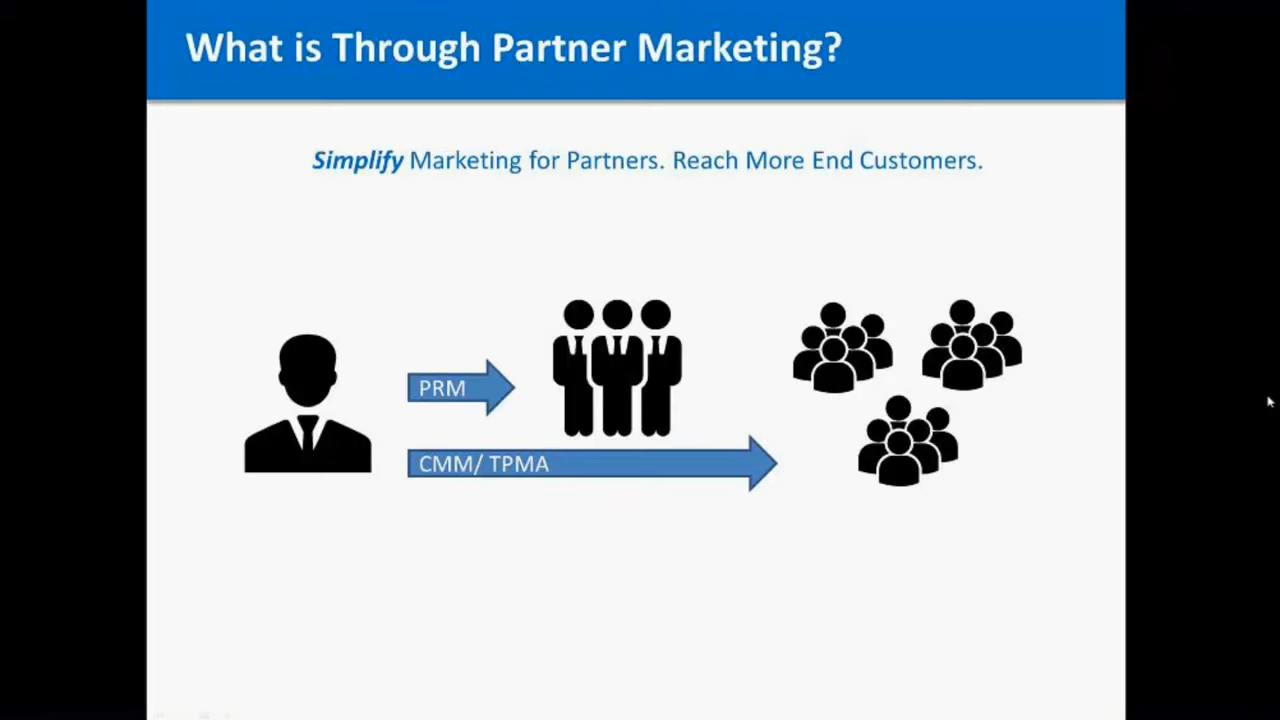 What is Through Partner Marketing?
Simplify Marketing for Partners. Reach More End Customers.
PRM
CMM/ TPMA